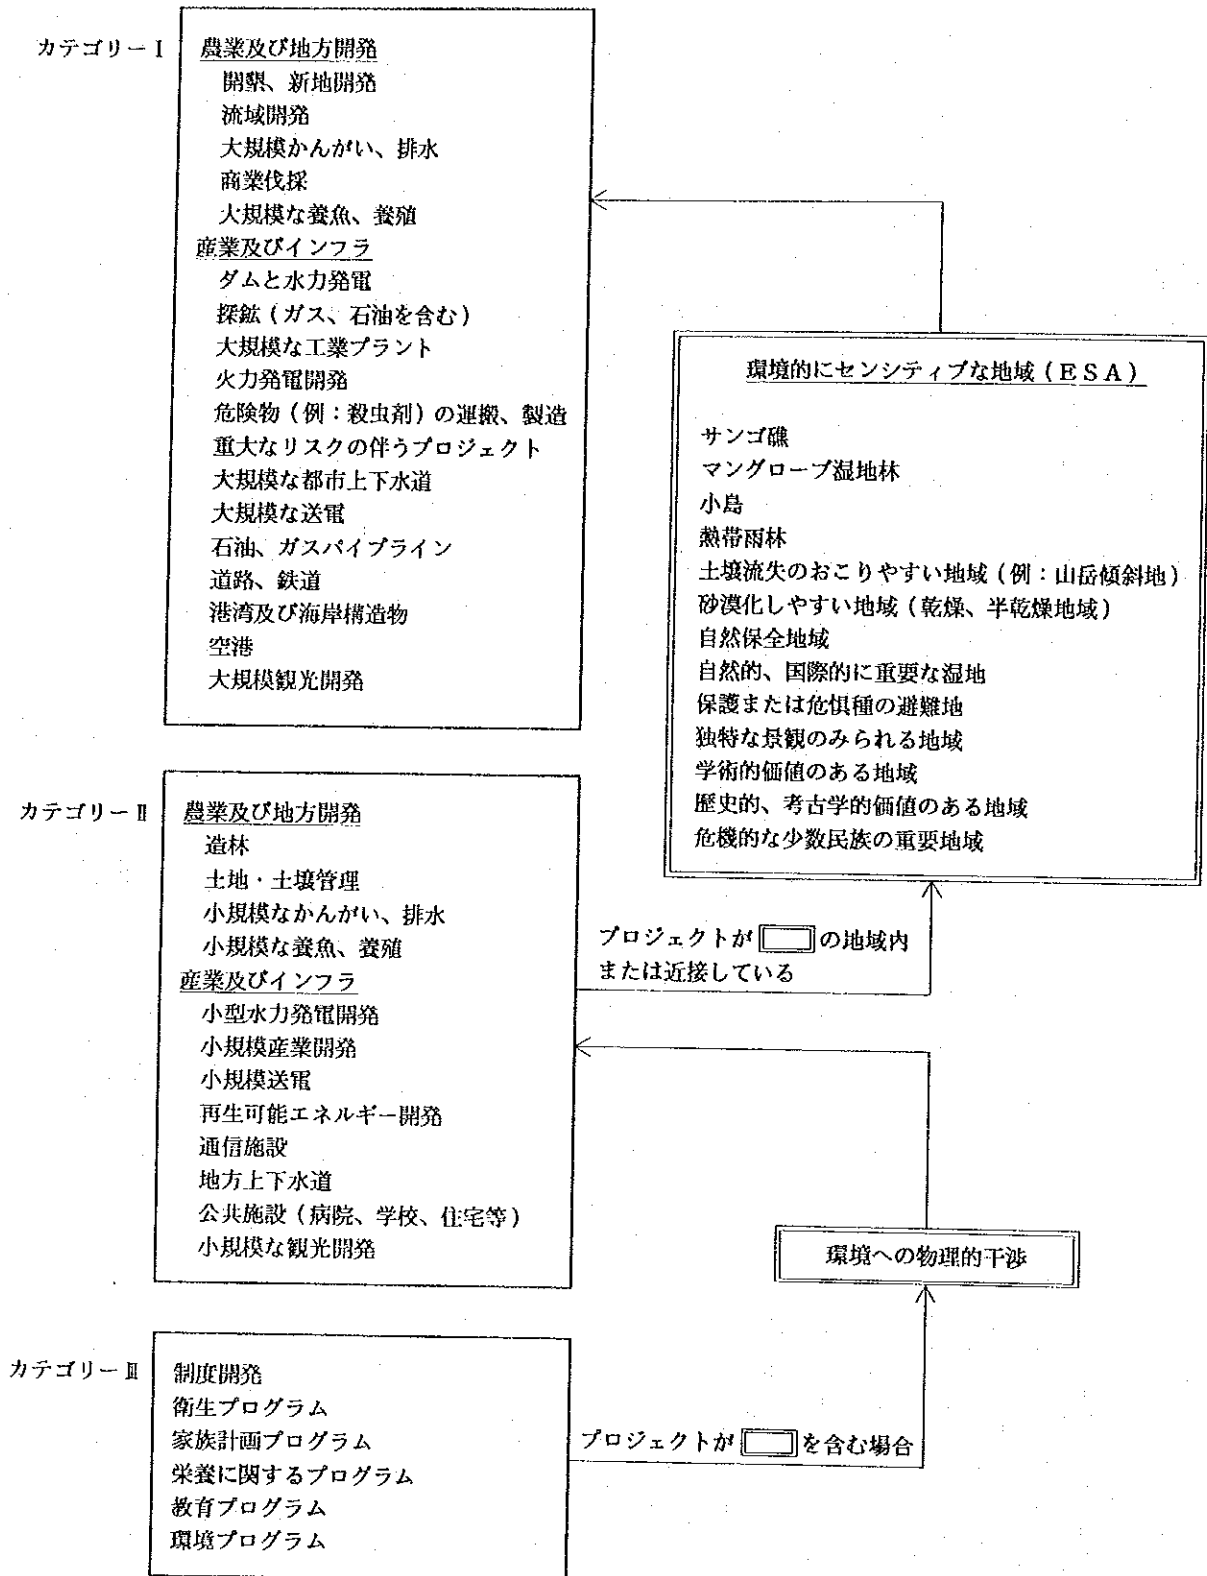 カテゴリーⅠ
農業及び地方開発
開墾、新地開発
流域開発
大規模かんがい、排水
商業伐採
大規模な養魚、養殖
産業及びインフラ
ダムと水力発電
探鉱(ガス、石油を含む)
大規模な工業プラント
火力発電開発
危険物(例:殺虫剤)の運搬、製造
重大なリスクの伴うプロジェクト
大規模な都市上下水道
大規模な送電
石油、ガスパイプライン
道路、鉄道
港湾及び海岸構造物
空港
大規模観光開発
環境的にセンシティブな地域(ESA)
サンゴ礁
マングローブ湿地林
小島
熱帯雨林
土壌流失のおこりやすい地域(例:山岳傾斜地)
砂漠化しやすい地域(乾燥、半乾燥地域)
自然保全地域
自然的、国際的に重要な湿地
保護または危惧種の避難地
独特な景観のみられる地域
学術的価値のある地域
歴史的、考古学的価値のある地域
危機的な少数民族の重要地域
カテゴリーⅡ
農業及び地方開発
造林
土地・土壌管理
小規模なかんがい、排水
小規模な養魚、養殖
産業及びインフラ
小型水力発電開発
小規模産業開発
小規模送電
再生可能エネルギー開発
通信施設
地方上下水道
公共施設(病院、学校、住宅等)
小規模な観光開発
プロジェクトが の地域内
または近接している
環境への物理的干渉
カテゴリーⅢ
制度開発
衛生プログラム
家族計画プログラム
栄養に関するプログラム
教育プログラム
環境プログラム
プロジェクトが を含む場合